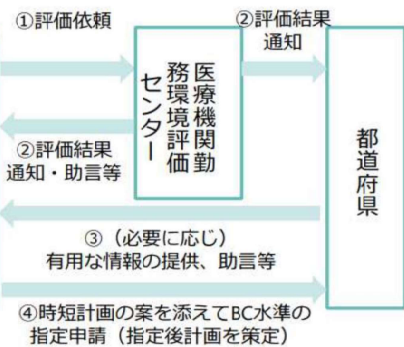 ①評価依頼
②評価結果
通知
医療機関勤
務環境評価
センター
②評価結果
通知・助言等
都道府県
③（必要に応じ）
有用な情報の提供、助言等
④時短計画の案を添えてBC水準の
指定申請（指定後計画を策定）